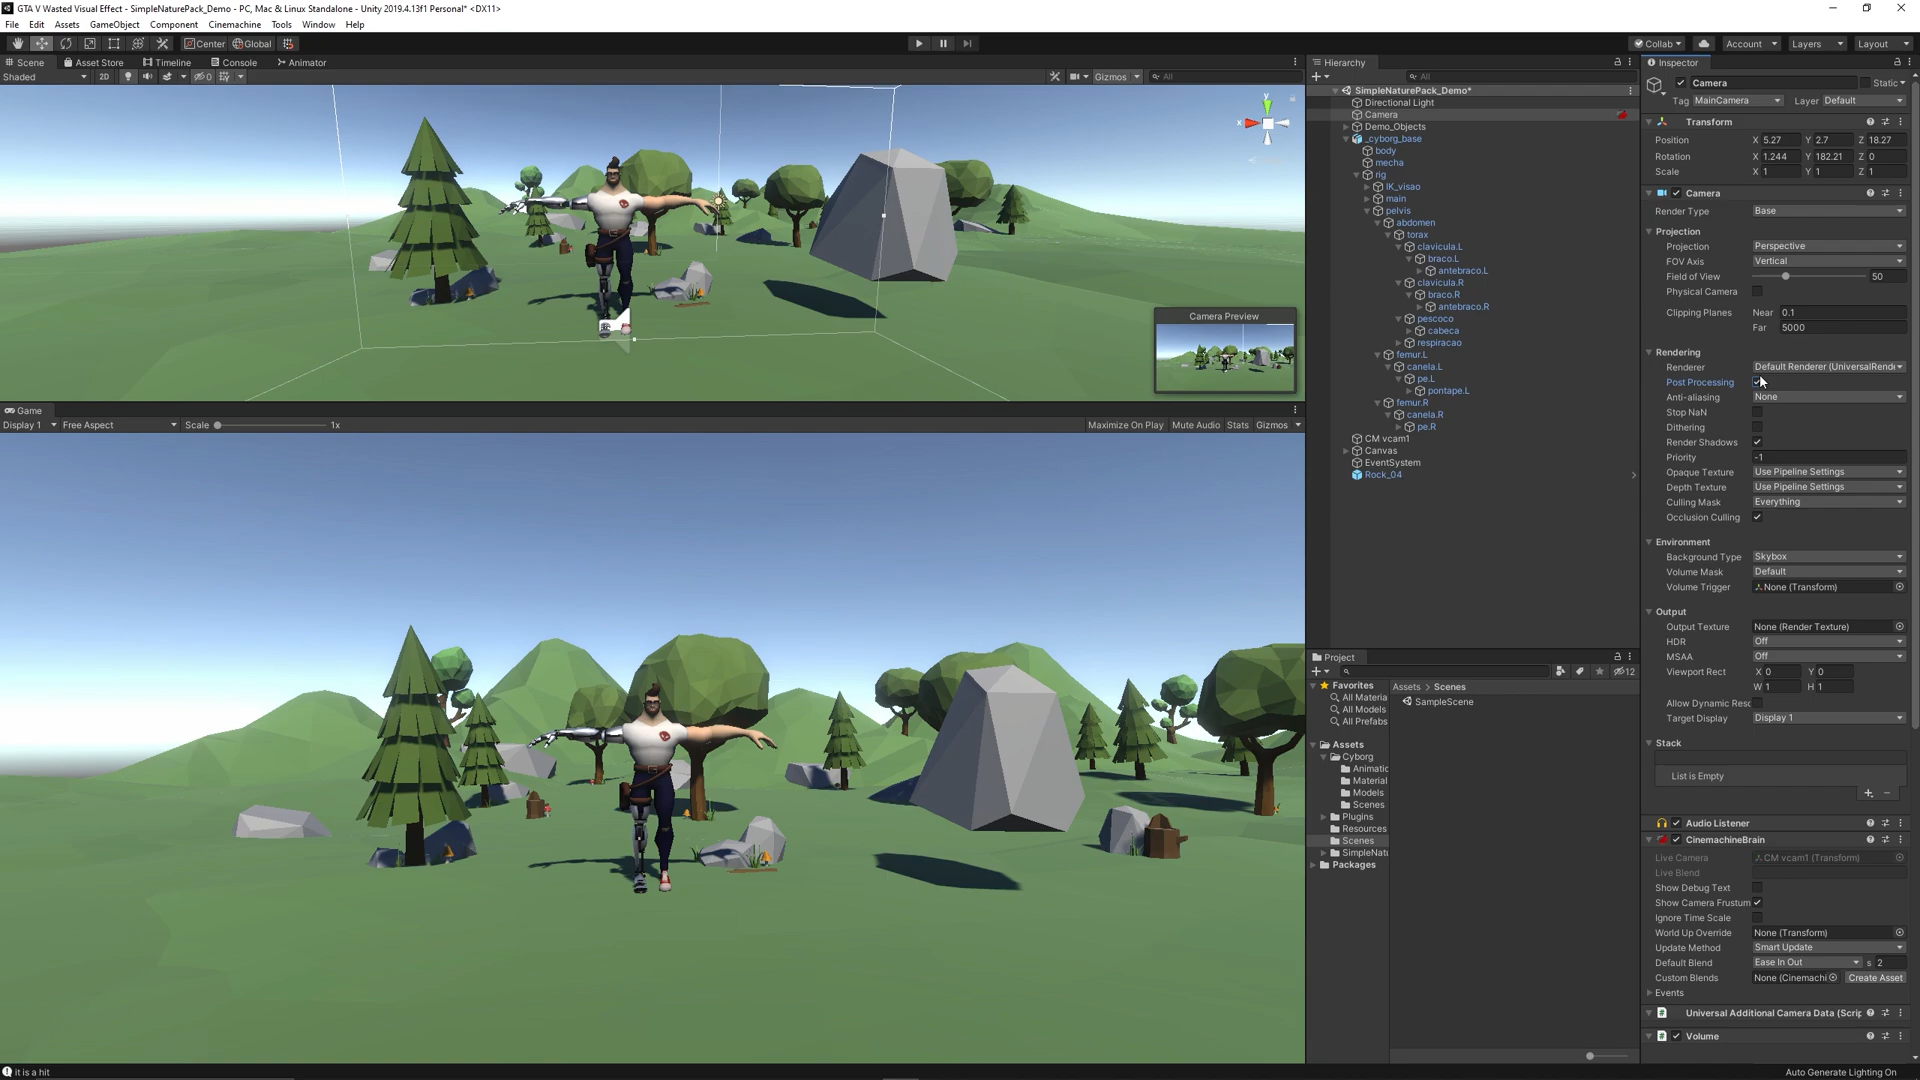 GTA V Wasted Visual Effect - SimpleNaturePack_Demo - PC, Mac & Linux Standalone - Unity 2019.4.13f1 Personal* <DX11>
File Edit Assets GameObject Component Cinemachine Tools Window Help
Center Global
Collab Account Layers Layout
Scene Asset Store Timeline Console Animator
Shaded 2D 0 Gizmos All
y
x
Camera Preview
Game
Display 1 Free Aspect Scale 1x Maximize On Play Mute Audio Stats Gizmos
Hierarchy
All
SimpleNaturePack_Demo*
Directional Light
Camera
Demo_Objects
_cyborg_base
body
mecha
rig
IK_visao
main
pelvis
abdomen
torax
clavicula.L
braco.L
antebraco.L
clavicula.R
braco.R
antebraco.R
pescoco
cabeca
respiracao
femur.L
canela.L
pe.L
pontape.L
femur.R
canela.R
pe.R
CM vcam1
Canvas
EventSystem
Rock_04
Project
12
Favorites
All Materia
All Models
All Prefabs
Assets
Cyborg
Animatic
Material
Models
Scenes
Plugins
Resources
Scenes
SimpleNatu
Packages
Assets > Scenes
SampleScene
Inspector
Camera Static
Tag MainCamera Layer Default
Transform
Position X 5.27 Y 2.7 Z 18.27
Rotation X 1.244 Y 182.21 Z 0
Scale X 1 Y 1 Z 1
Camera
Render Type Base
Projection
Projection Perspective
FOV Axis Vertical
Field of View 50
Physical Camera
Clipping Planes Near 0.1
Far 5000
Rendering
Renderer Default Renderer (UniversalRende
Post Processing
Anti-aliasing None
Stop NaN
Dithering
Render Shadows
Priority -1
Opaque Texture Use Pipeline Settings
Depth Texture Use Pipeline Settings
Culling Mask Everything
Occlusion Culling
Environment
Background Type Skybox
Volume Mask Default
Volume Trigger None (Transform)
Output
Output Texture None (Render Texture)
HDR Off
MSAA Off
Viewport Rect X 0 Y 0
W 1 H 1
Allow Dynamic Resc
Target Display Display 1
Stack
List is Empty
Audio Listener
CinemachineBrain
Live Camera CM vcam1 (Transform)
Live Blend
Show Debug Text
Show Camera Frustum
Ignore Time Scale
World Up Override None (Transform)
Update Method Smart Update
Default Blend Ease In Out s 2
Custom Blends None (Cinemachi Create Asset
Events
Universal Additional Camera Data (Scrip
Volume
it is a hit
Auto Generate Lighting On